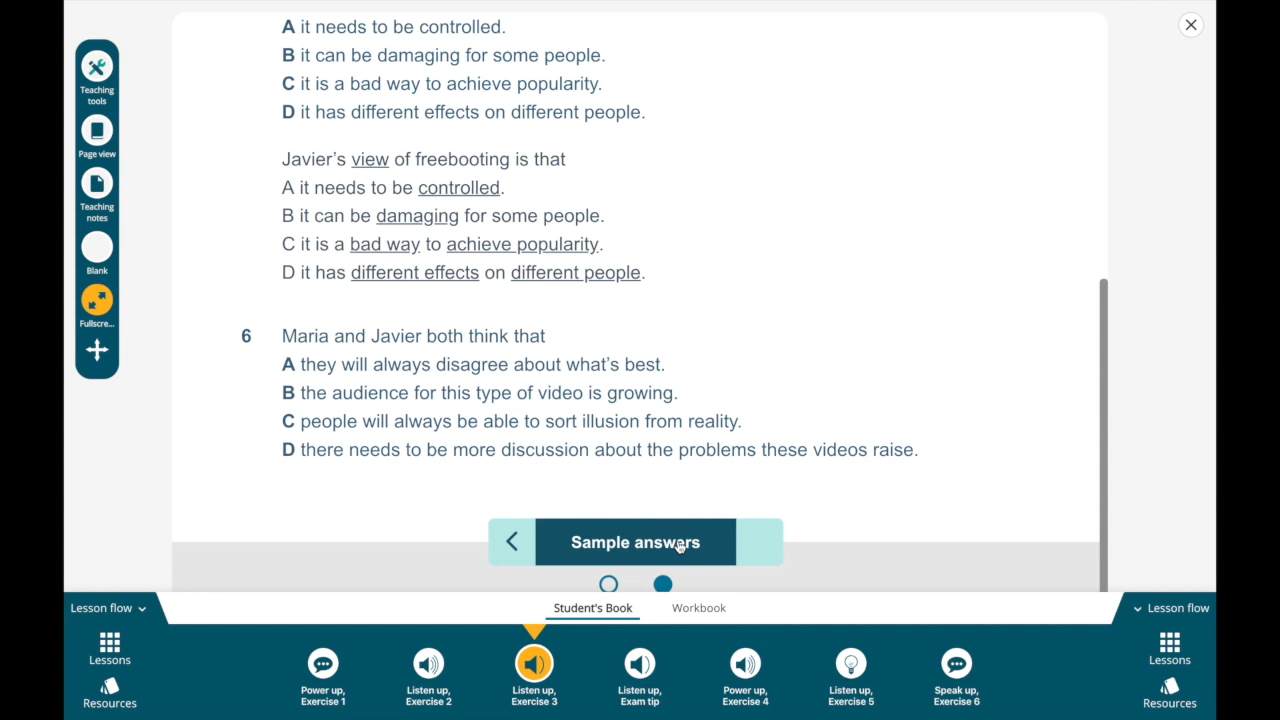 A it needs to be controlled.
B it can be damaging for some people.
C it is a bad way to achieve popularity.
D it has different effects on different people.
Javier's view of freebooting is that
A it needs to be controlled.
B it can be damaging for some people.
C it is a bad way to achieve popularity.
D it has different effects on different people.
6 Maria and Javier both think that
A they will always disagree about what's best.
B the audience for this type of video is growing.
C people will always be able to sort illusion from reality.
D there needs to be more discussion about the problems these videos raise.
Sample answers
Teaching
tools
Page view
Teaching
notes
Blank
Fullscre...
Lesson flow
Student's Book
Workbook
Lesson flow
Lessons
Resources
Power up,
Exercise 1
Listen up,
Exercise 2
Listen up,
Exercise 3
Listen up,
Exam tip
Power up,
Exercise 4
Listen up,
Exercise 5
Speak up,
Exercise 6
Lessons
Resources